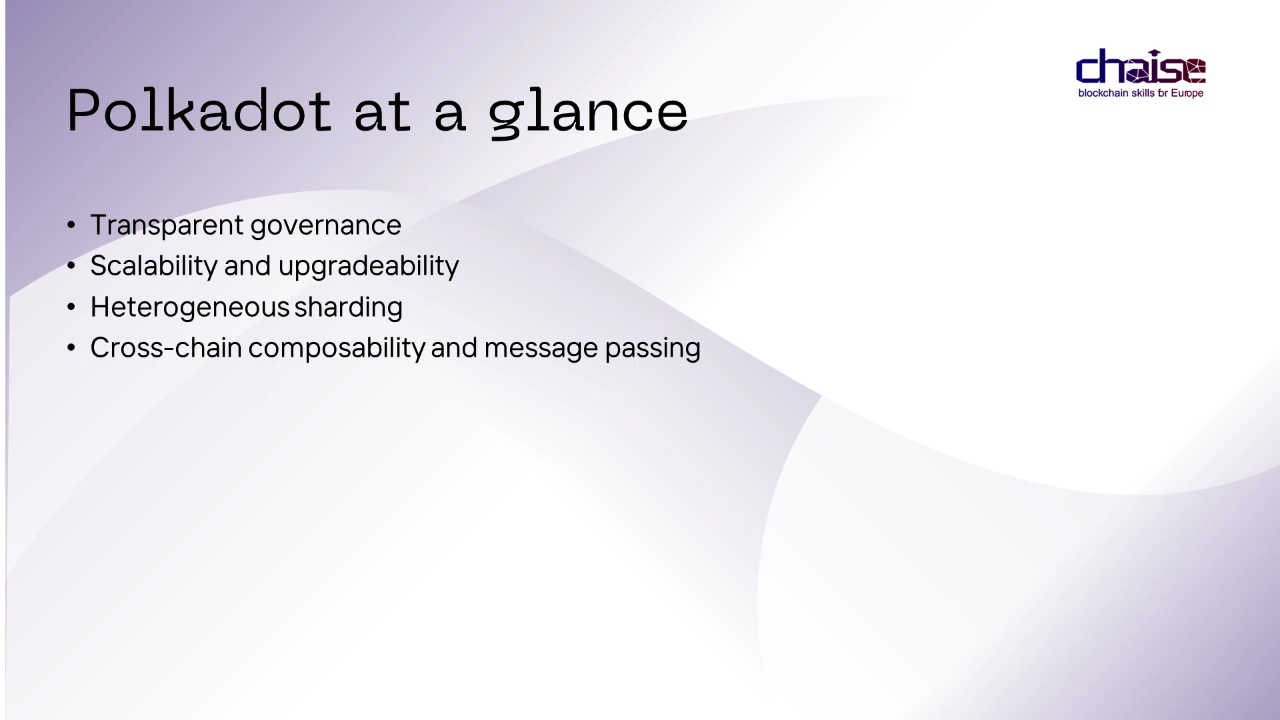 chaise
blockchain skills for Europe
Polkadot at a glance
• Transparent governance
• Scalability and upgradeability
• Heterogeneous sharding
• Cross-chain composability and message passing